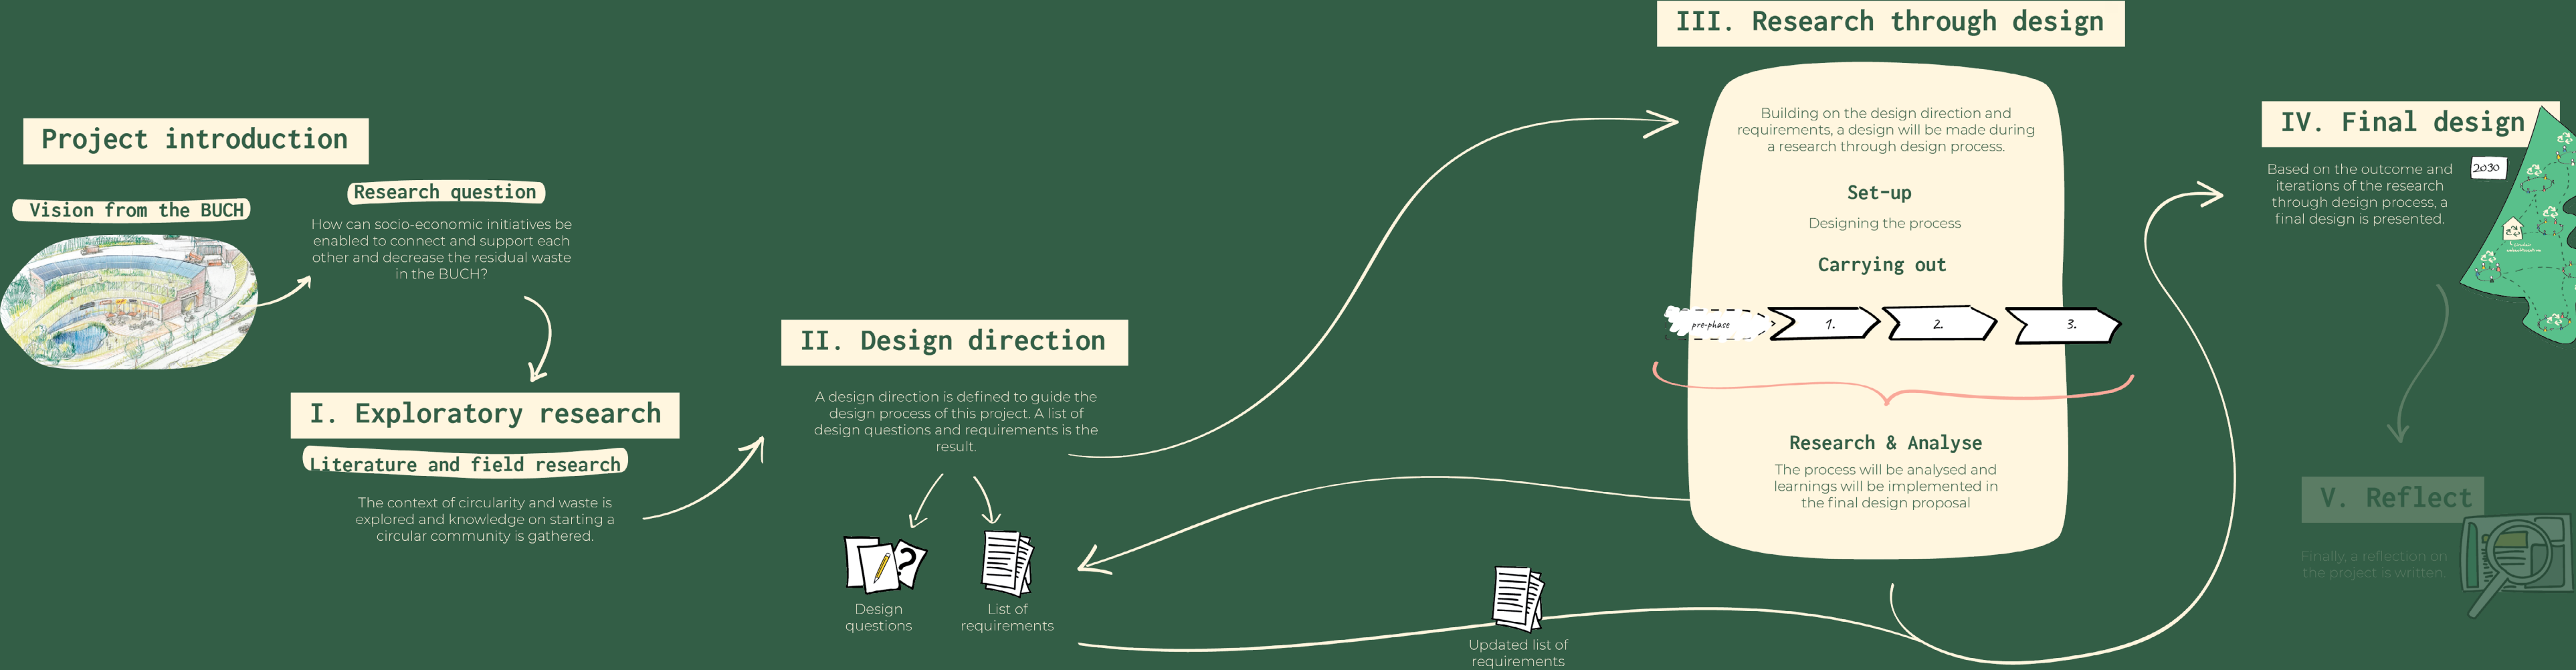 Project introduction
Vision from the BUCH
Research question
How can socio-economic initiatives be
enabled to connect and support each
other and decrease the residual waste
in the BUCH?
I. Exploratory research
Literature and field research
The context of circularity and waste is
explored and knowledge on starting a
circular community is gathered.
II. Design direction
A design direction is defined to guide the
design process of this project. A list of
design questions and requirements is the
result.
Design
questions
List of
requirements
III. Research through design
Building on the design direction and
requirements, a design will be made during
a research through design process.
Set-up
Designing the process
Carrying out
pre-phase
1.
2.
3.
Research & Analyse
The process will be analysed and
learnings will be implemented in
the final design proposal
Updated list of
requirements
IV. Final design
Based on the outcome and
iterations of the research
through design process, a
final design is presented.
2030
V. Reflect
Finally, a reflection on
the project is written.